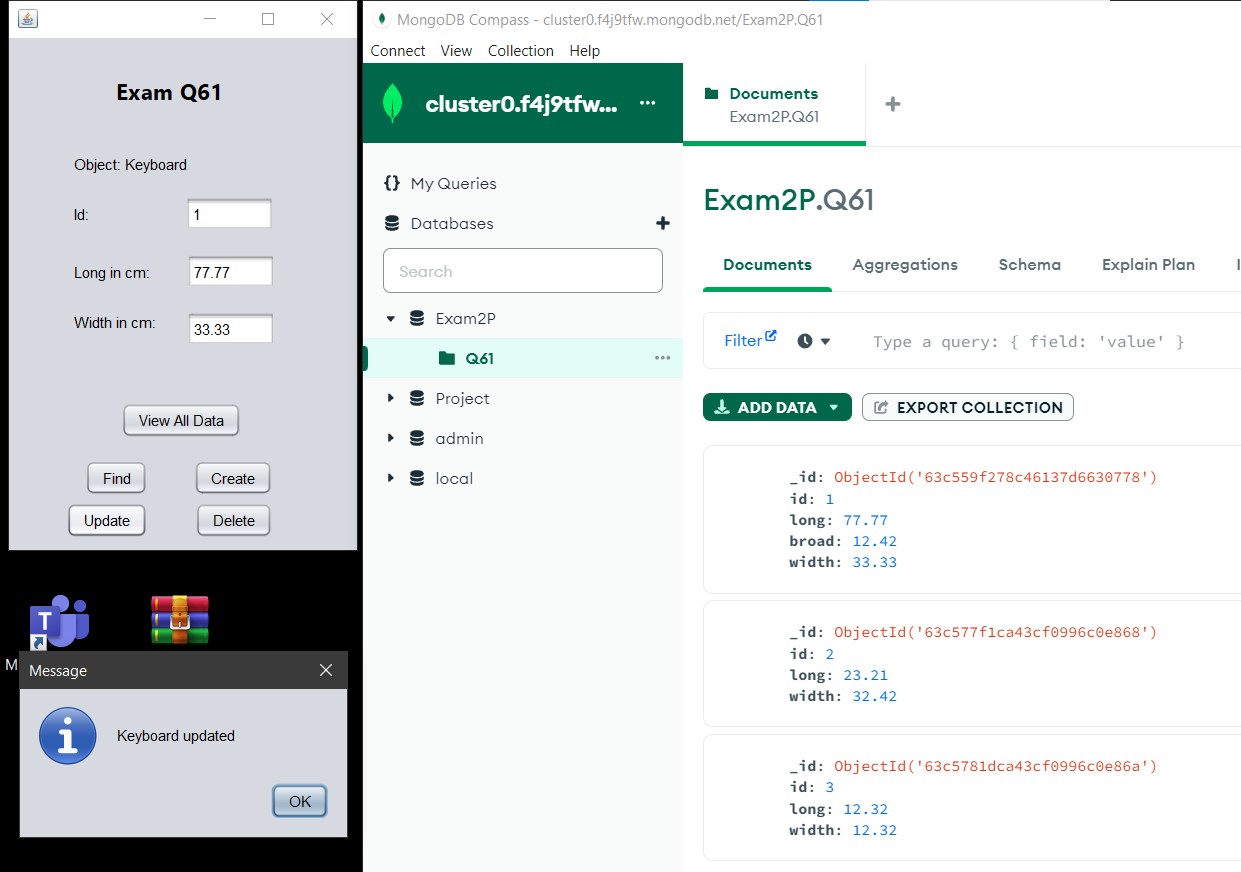 Exam Q61
Object: Keyboard
Id:
1
Long in cm:
77.77
Width in cm:
33.33
View All Data
Find
Create
Update
Delete
T
M
Message
Keyboard updated
OK
MongoDB Compass - cluster0.f4j9tfw.mongodb.net/Exam2P.Q61
Connect View Collection Help
cluster0.f4j9tfw...
{} My Queries
Databases
Search
Exam2P
Q61
Project
admin
local
Documents
Exam2P.Q61
Exam2P.Q61
Documents Aggregations Schema Explain Plan
Filter
Type a query: { field: 'value' }
ADD DATA
EXPORT COLLECTION
_id: ObjectId('63c559f278c46137d6630778')
id: 1
long: 77.77
broad: 12.42
width: 33.33
_id: ObjectId('63c577f1ca43cf0996c0e868')
id: 2
long: 23.21
width: 32.42
_id: ObjectId('63c5781dca43cf0996c0e86a')
id: 3
long: 12.32
width: 12.32